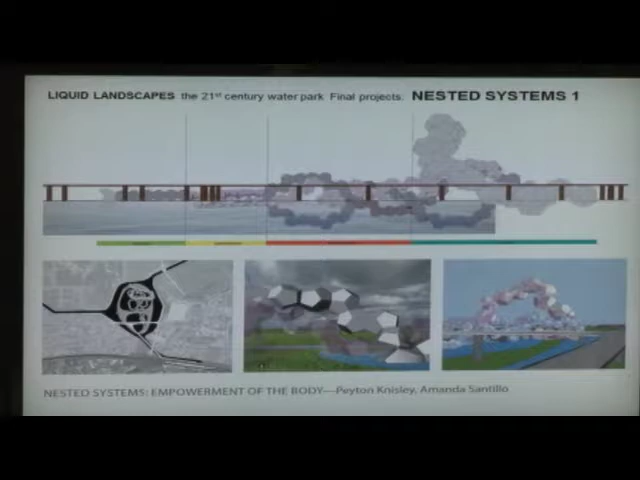 LIQUID LANDSCAPES the 21st century water park Final projects: NESTED SYSTEMS 1
NESTED SYSTEMS: EMPOWERMENT OF THE BODY—Peyton Knisley, Amanda Santillo